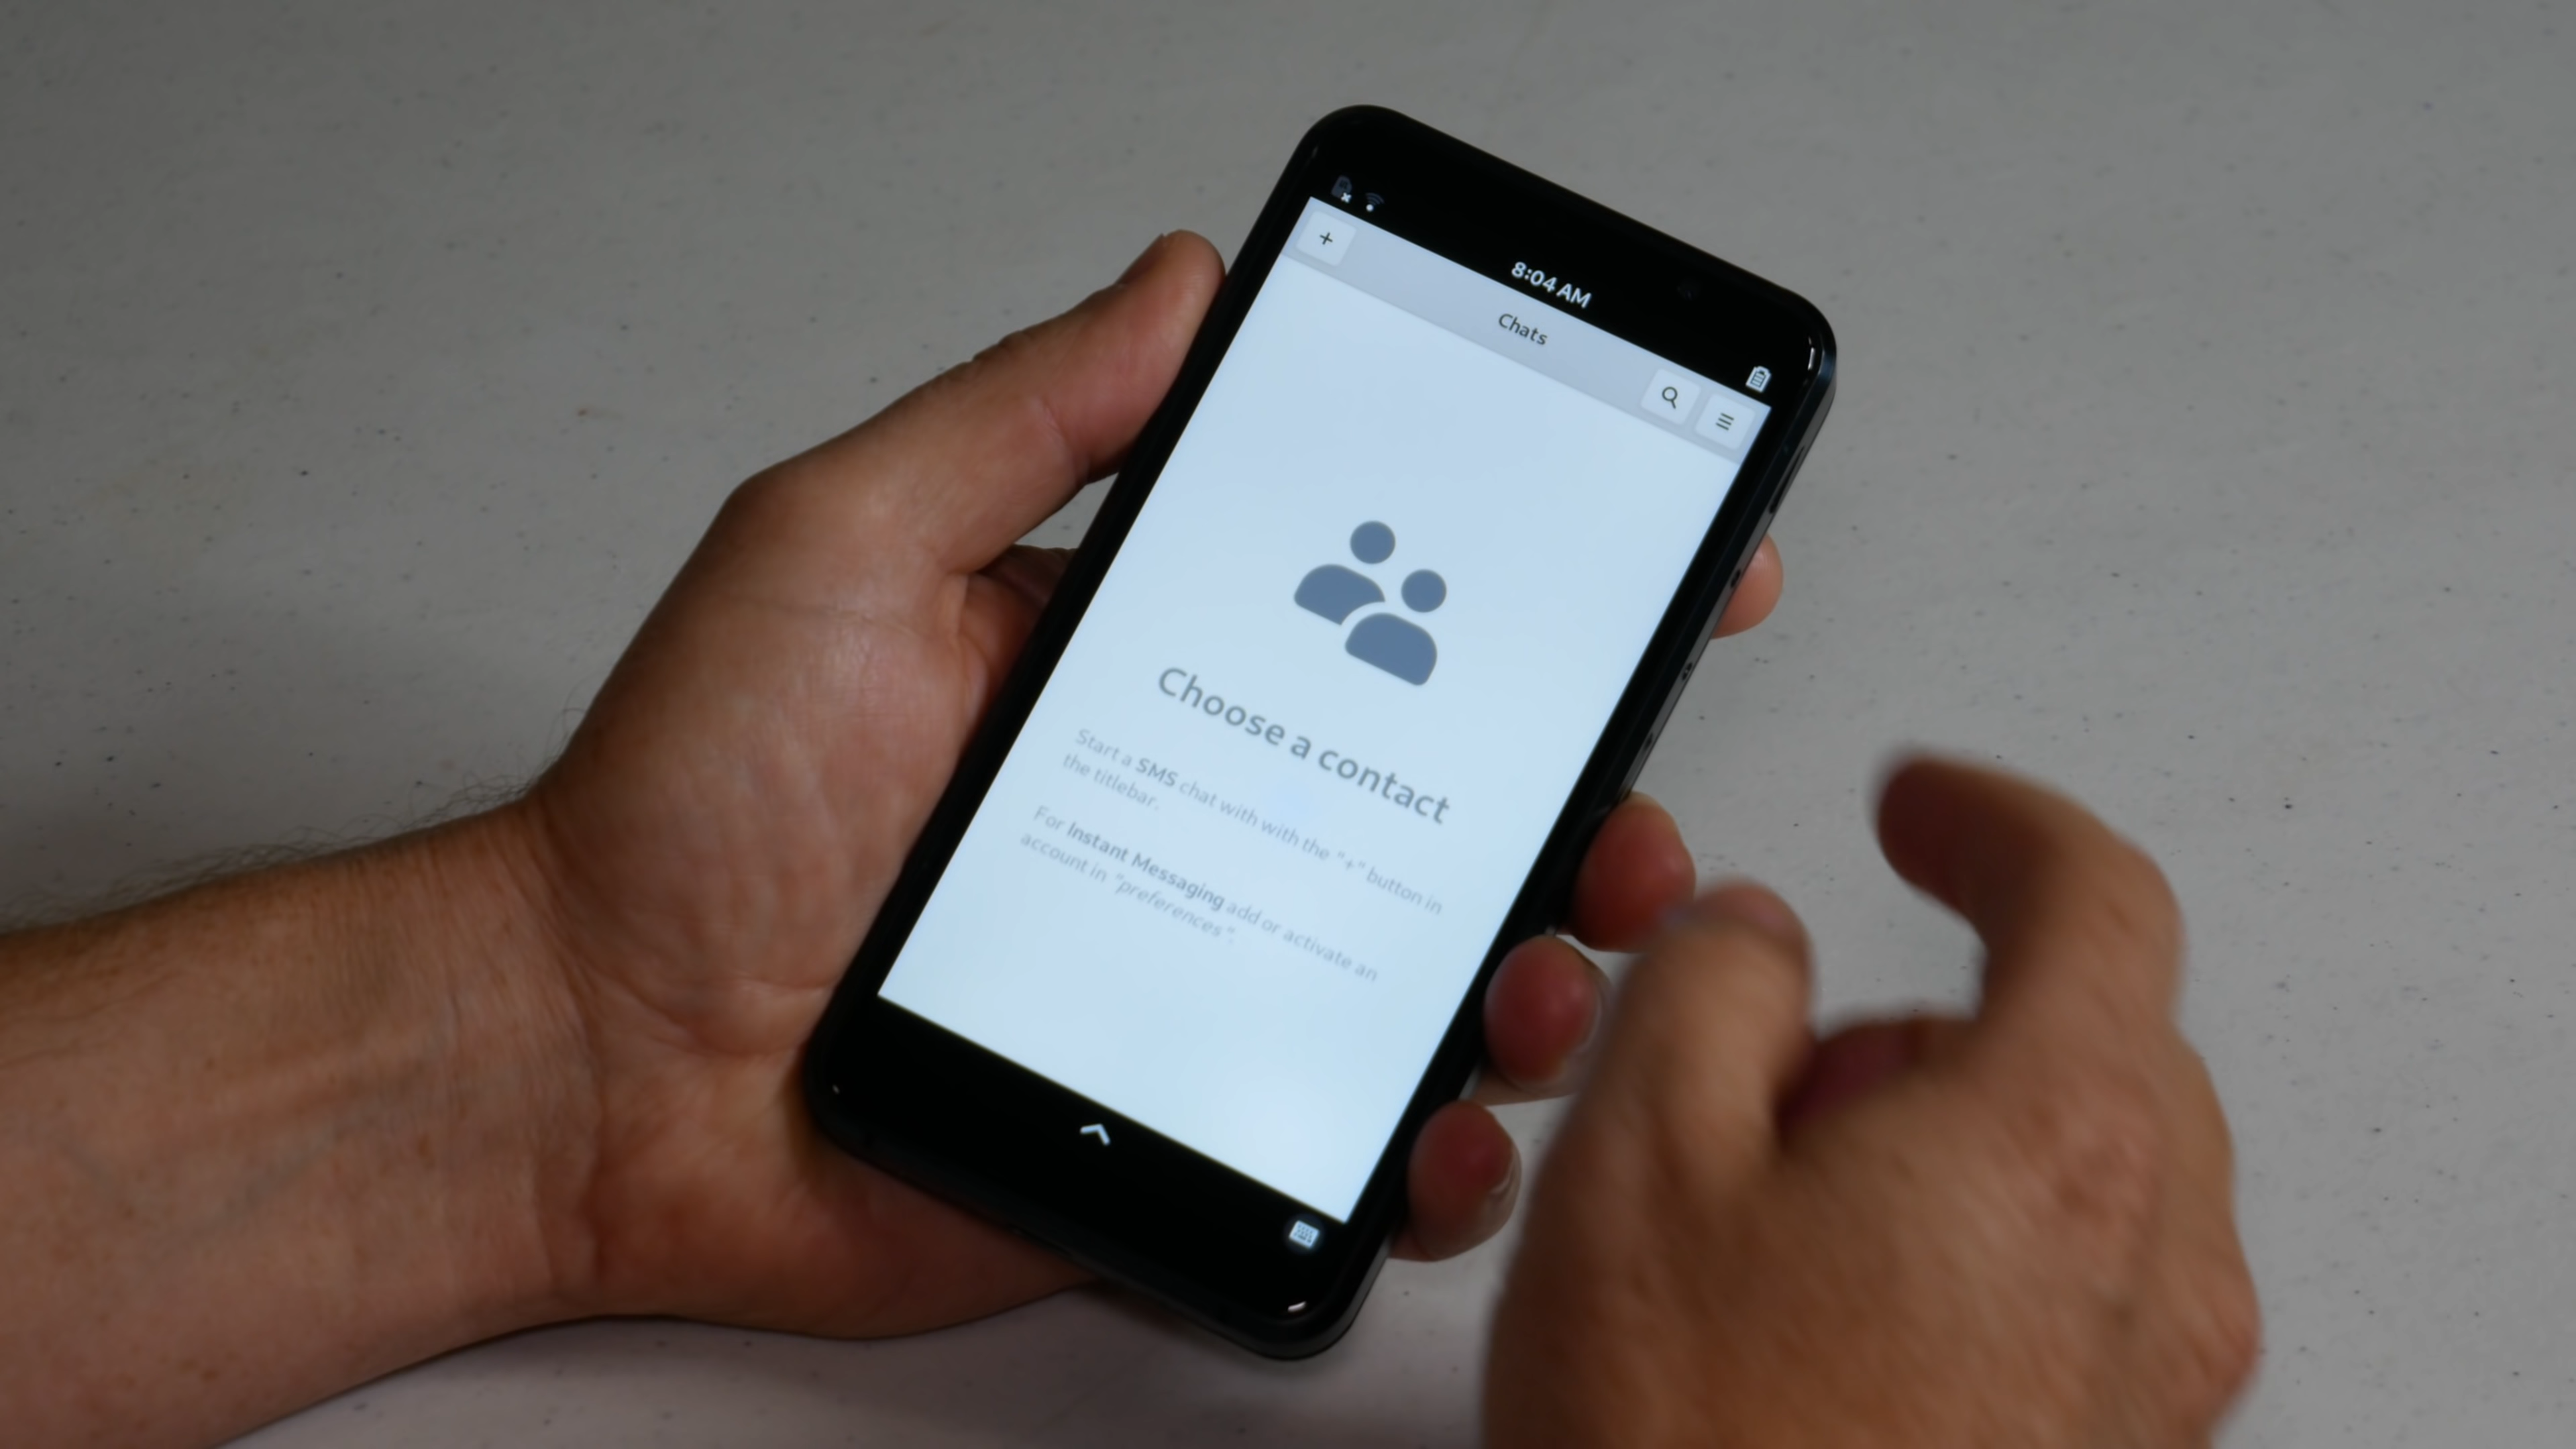 8:04 AM
+
Chats
Choose a contact
Start a SMS chat with with the "+" button in
the titlebar.
For Instant Messaging add or activate an
account in "preferences".